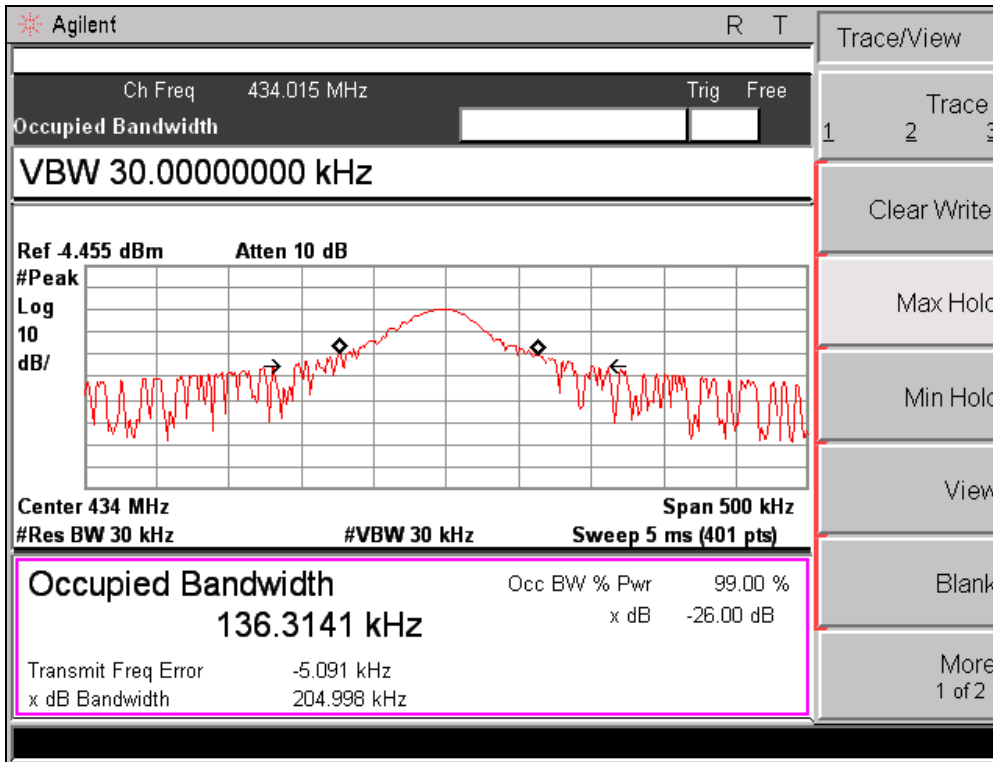 Agilent R T
Ch Freq 434.015 MHz Trig Free
Occupied Bandwidth
VBW 30.00000000 kHz
Ref -4.455 dBm Atten 10 dB
#Peak
Log
10
dB/
Center 434 MHz Span 500 kHz
#Res BW 30 kHz #VBW 30 kHz Sweep 5 ms (401 pts)
Occupied Bandwidth Occ BW % Pwr 99.00 %
136.3141 kHz x dB -26.00 dB
Transmit Freq Error -5.091 kHz
x dB Bandwidth 204.998 kHz
Trace/View
Trace
1 2 3
Clear Write
Max Hold
Min Hold
View
Blank
More
1 of 2